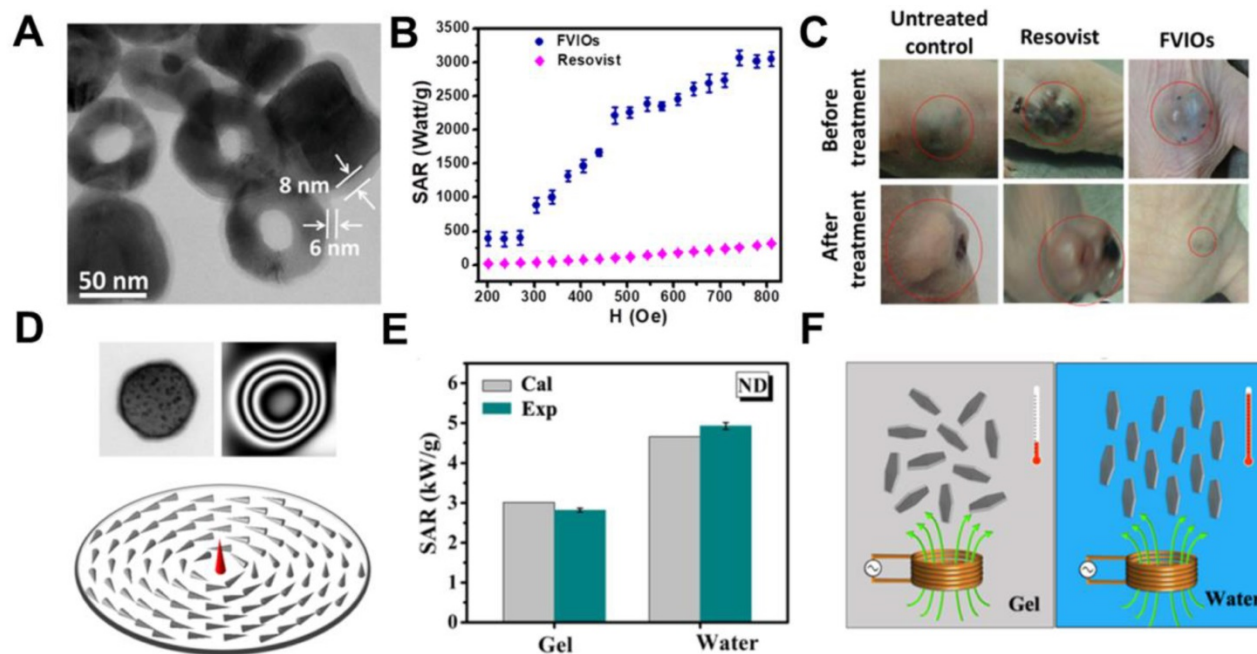 A
8 nm
6 nm
50 nm
B
SAR (Watt/g)
3500
3000
2500
2000
1500
1000
500
0
FVIOs
Resovist
200 300 400 500 600 700 800
H (Oe)
C
Untreated
control
Resovist
FVIOs
Before
treatment
After
treatment
D
E
SAR (kW/g)
6
5
4
3
2
1
0
Cal
Exp
ND
Gel
Water
F
Gel
Water